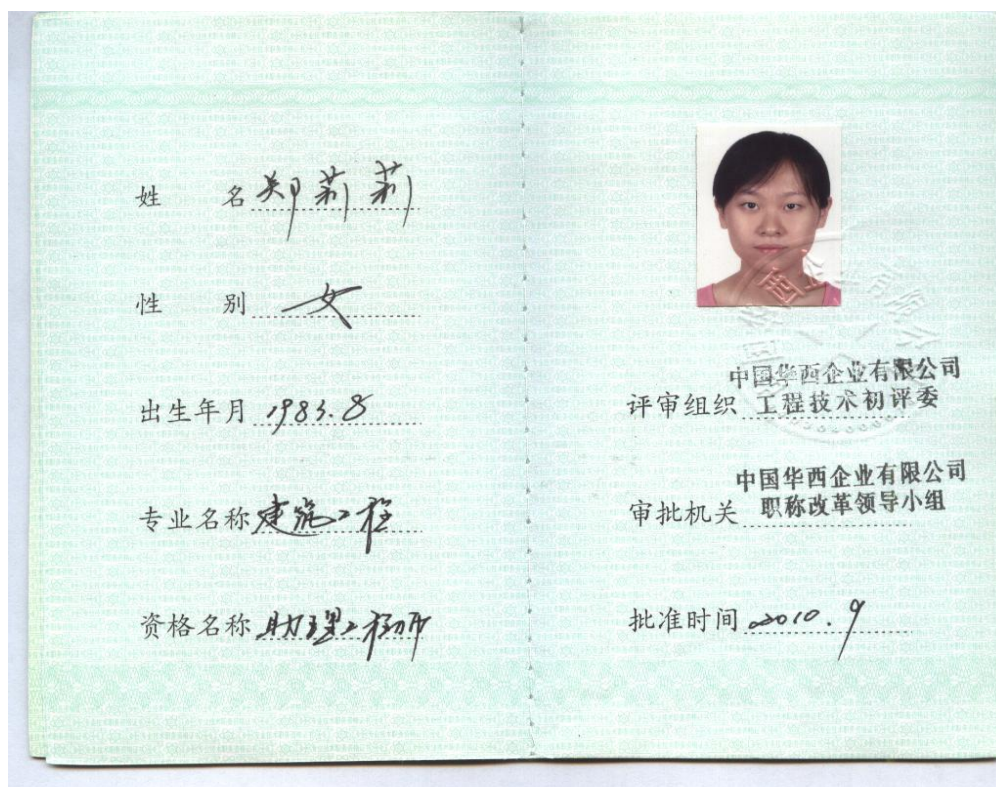 姓 名 郑莉莉
性 别 女
出生年月 1983.8
专业名称 建筑工程
资格名称 助理工程师
中国华西企业有限公司
评审组织 工程技术初评委
中国华西企业有限公司
审批机关 职称改革领导小组
批准时间 2010.9